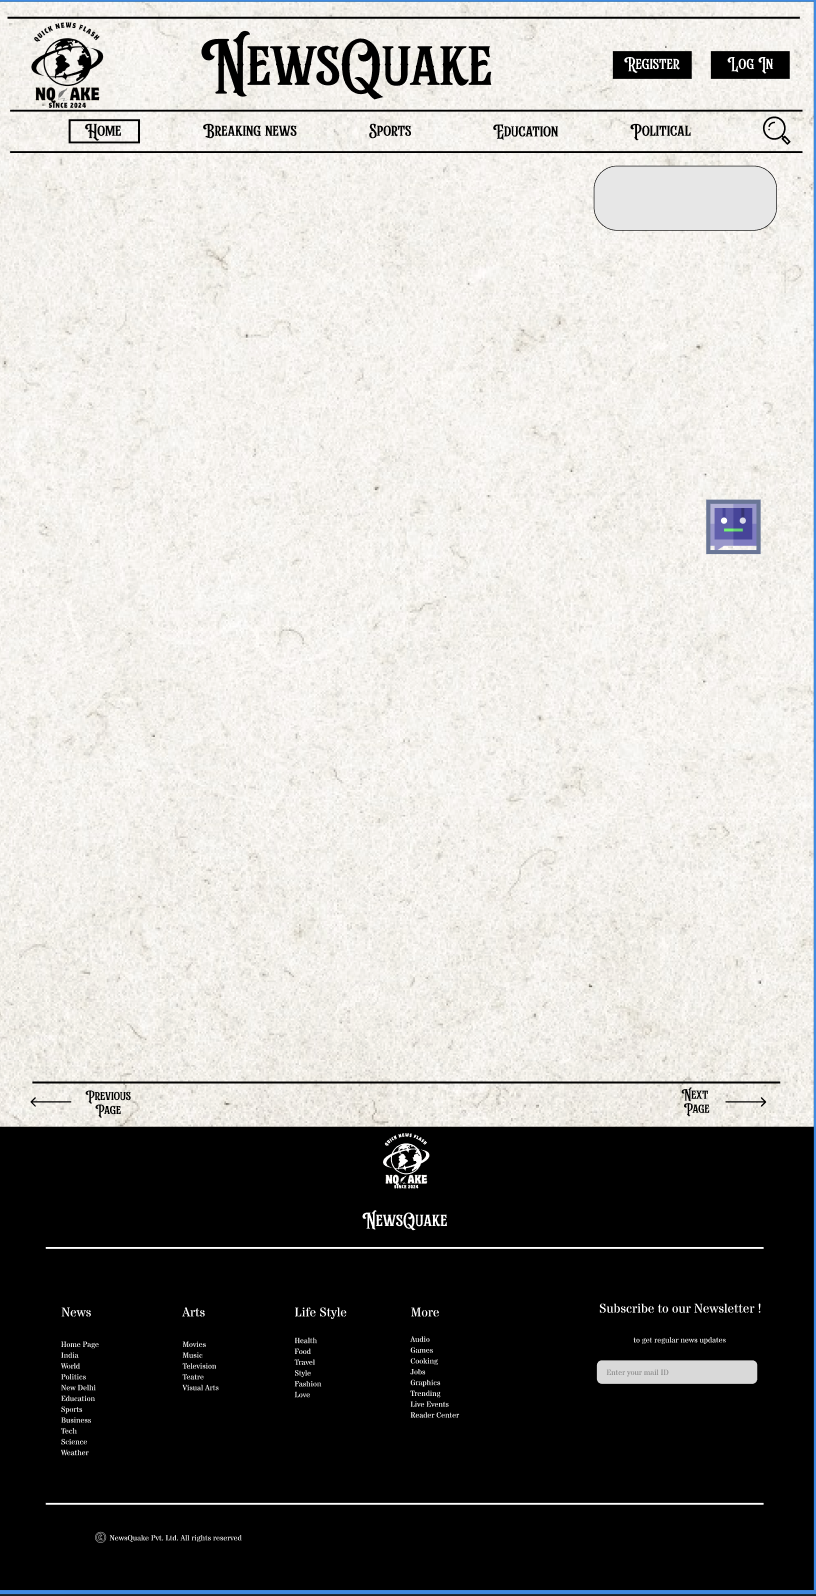 QUICK NEWS FLASH
NQ AKE
SINCE 2024
NewsQuake
Register
Log In
Home
Breaking news
Sports
Education
Political
Previous
Page
Next
Page
QUICK NEWS FLASH
NQ AKE
SINCE 2024
NewsQuake
News
Home Page
India
World
Politics
New Delhi
Education
Sports
Business
Tech
Science
Weather
Arts
Movies
Music
Television
Teatre
Visual Arts
Life Style
Health
Food
Travel
Style
Fashion
Love
More
Audio
Games
Cooking
Jobs
Graphics
Trending
Live Events
Reader Center
Subscribe to our Newsletter !
to get regular news updates
Enter your mail ID
© NewsQuake Pvt. Ltd. All rights reserved